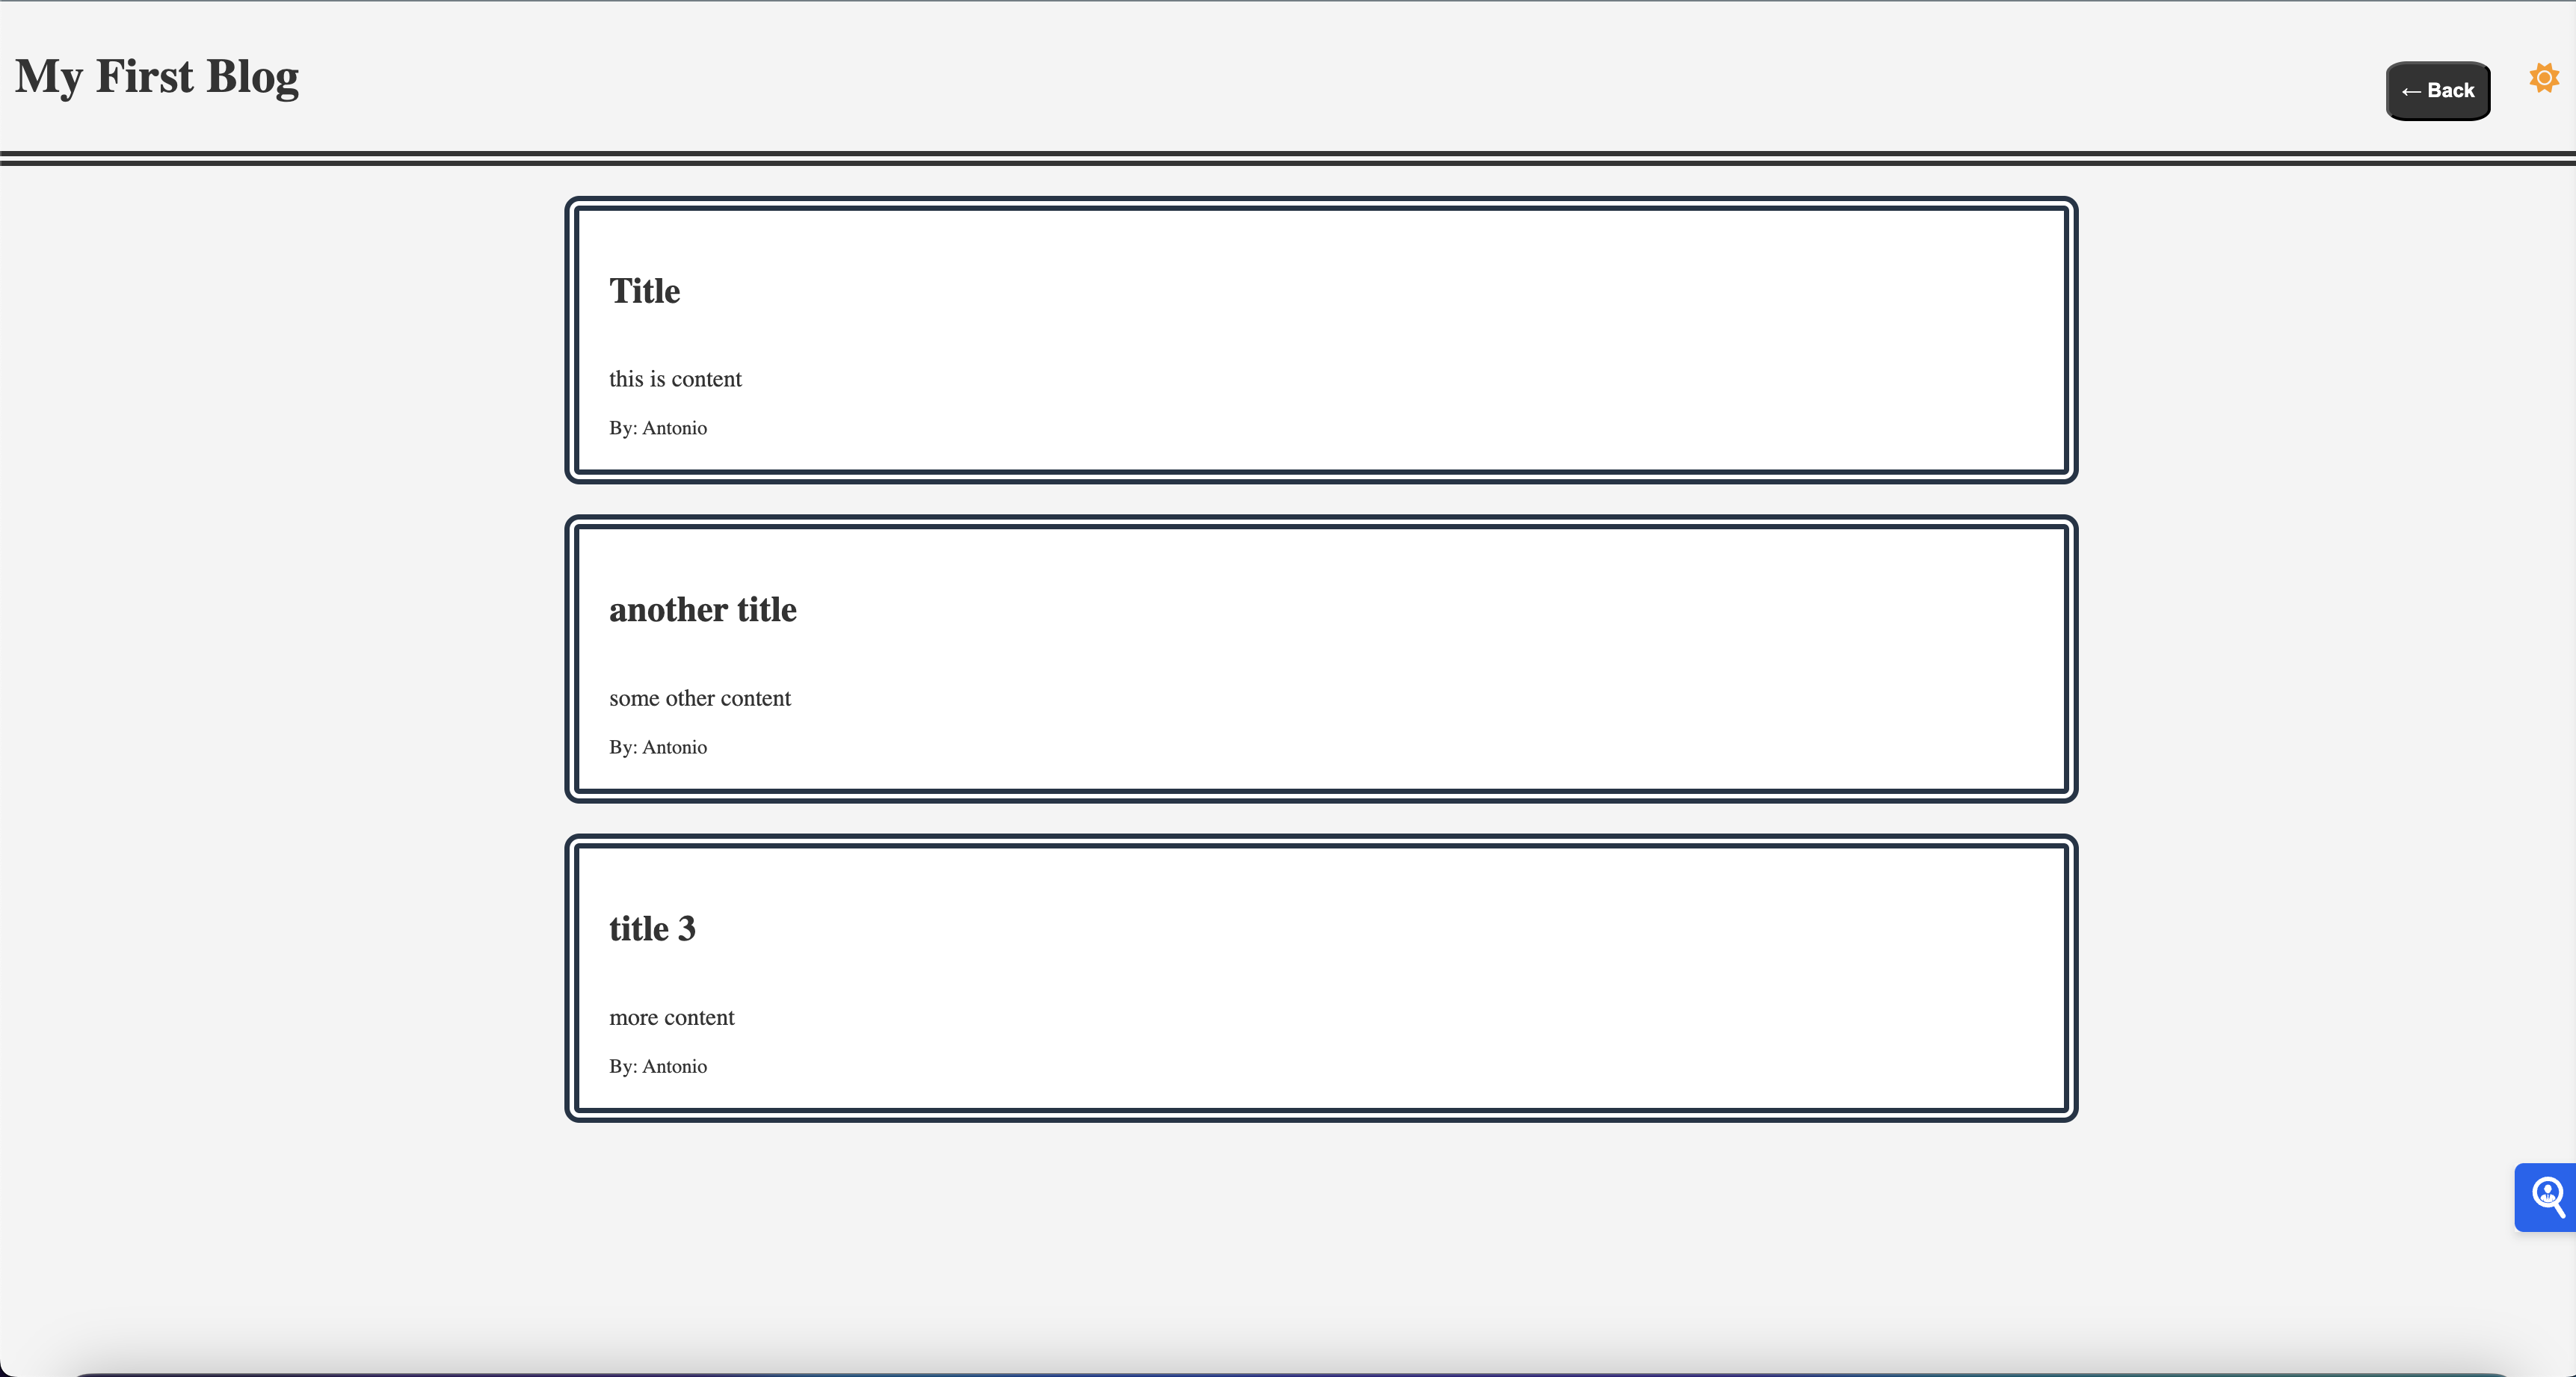 My First Blog
← Back
Title
this is content
By: Antonio
another title
some other content
By: Antonio
title 3
more content
By: Antonio